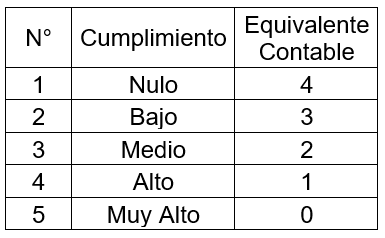 N° Cumplimiento Equivalente Contable
1 Nulo 4
2 Bajo 3
3 Medio 2
4 Alto 1
5 Muy Alto 0